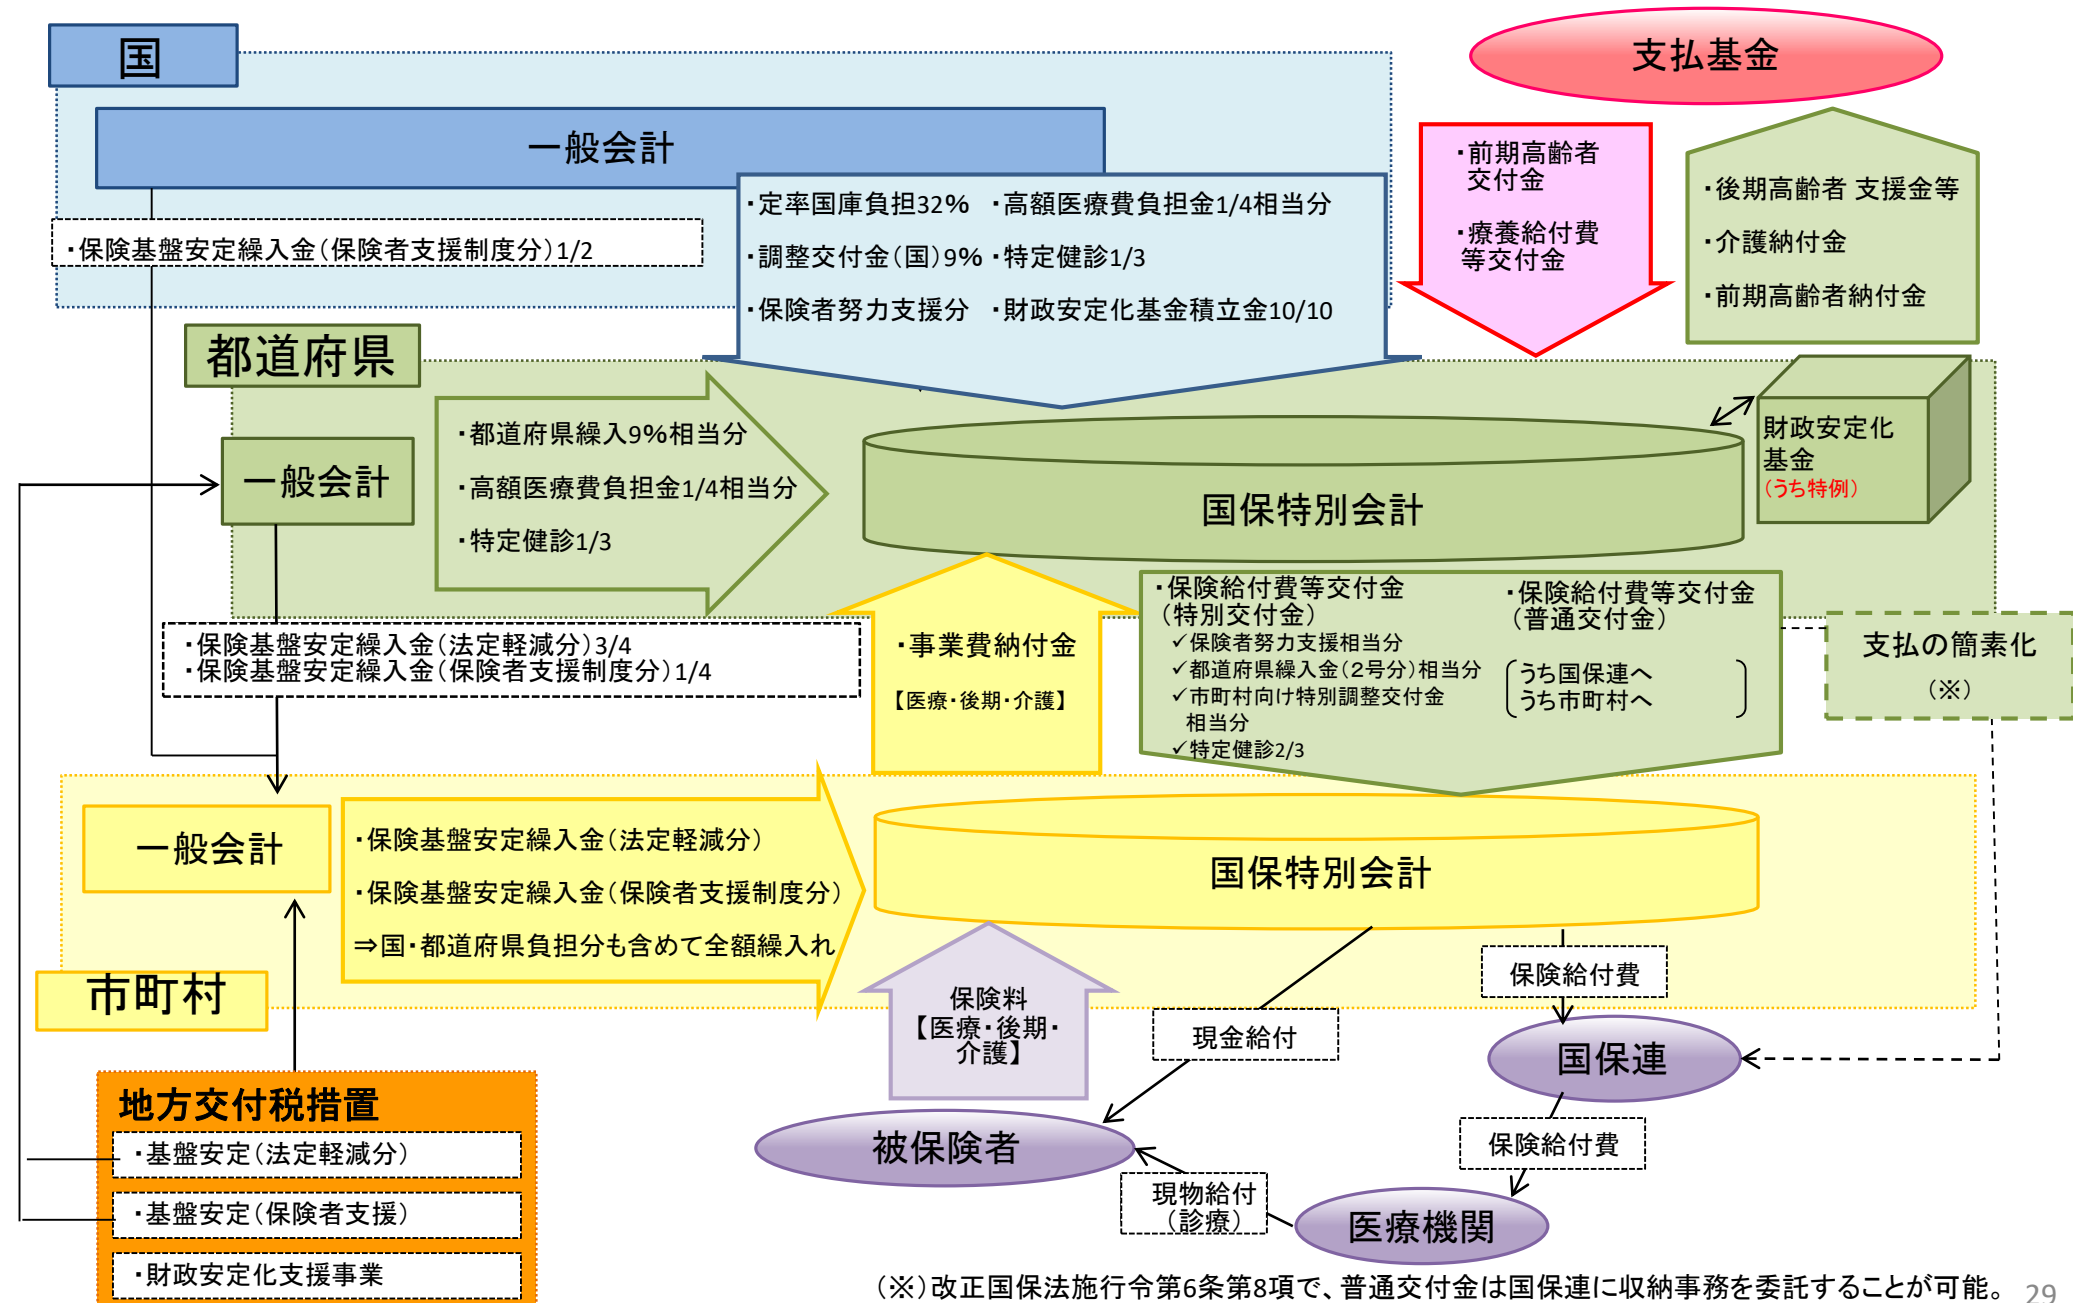 国
支払基金
一般会計
・定率国庫負担32% ・高額医療費負担金1/4相当分
・調整交付金(国)9% ・特定健診1/3
・保険者努力支援分 ・財政安定化基金積立金10/10
・保険基盤安定繰入金(保険者支援制度分)1/2
・前期高齢者
交付金
・療養給付費
等交付金
・後期高齢者 支援金等
・介護納付金
・前期高齢者納付金
都道府県
一般会計
・都道府県繰入9%相当分
・高額医療費負担金1/4相当分
・特定健診1/3
国保特別会計
財政安定化
基金
(うち特例)
・保険基盤安定繰入金(法定軽減分)3/4
・保険基盤安定繰入金(保険者支援制度分)1/4
・事業費納付金
【医療・後期・介護】
・保険給付費等交付金
(特別交付金)
✓保険者努力支援相当分
✓都道府県繰入金(2号分)相当分
✓市町村向け特別調整交付金
相当分
✓特定健診2/3
・保険給付費等交付金
(普通交付金)
うち国保連へ
うち市町村へ
支払の簡素化
(※)
一般会計
・保険基盤安定繰入金(法定軽減分)
・保険基盤安定繰入金(保険者支援制度分)
⇒国・都道府県負担分も含めて全額繰入れ
国保特別会計
市町村
保険料
【医療・後期・
介護】
現金給付
保険給付費
国保連
地方交付税措置
・基盤安定(法定軽減分)
・基盤安定(保険者支援)
・財政安定化支援事業
被保険者
保険給付費
現物給付
(診療)
医療機関
(※)改正国保法施行令第6条第8項で、普通交付金は国保連に収納事務を委託することが可能。
29